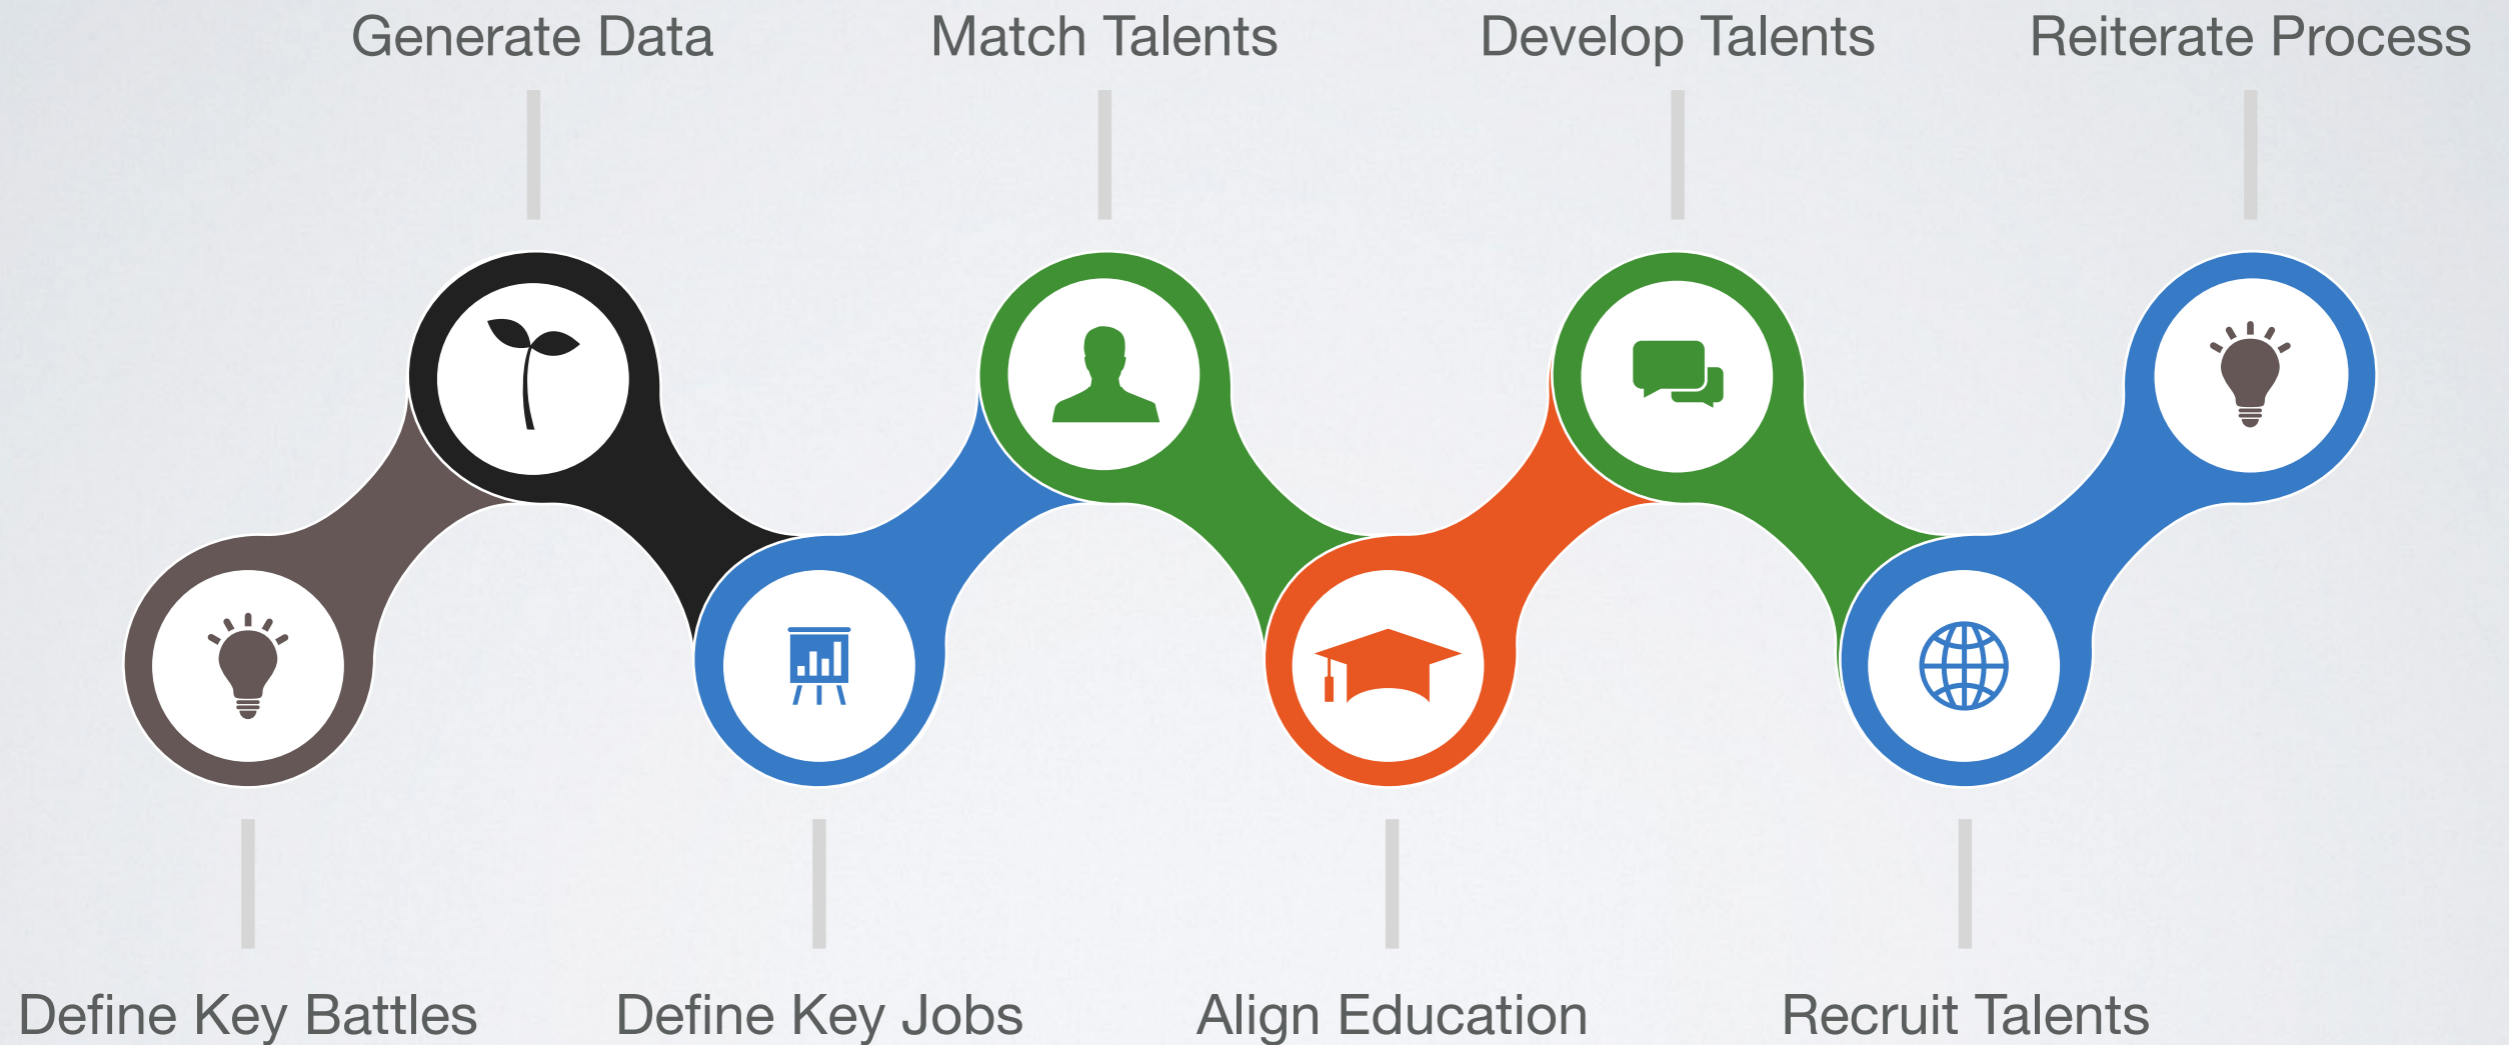 Generate Data
Match Talents
Develop Talents
Reiterate Process
Define Key Battles
Define Key Jobs
Align Education
Recruit Talents